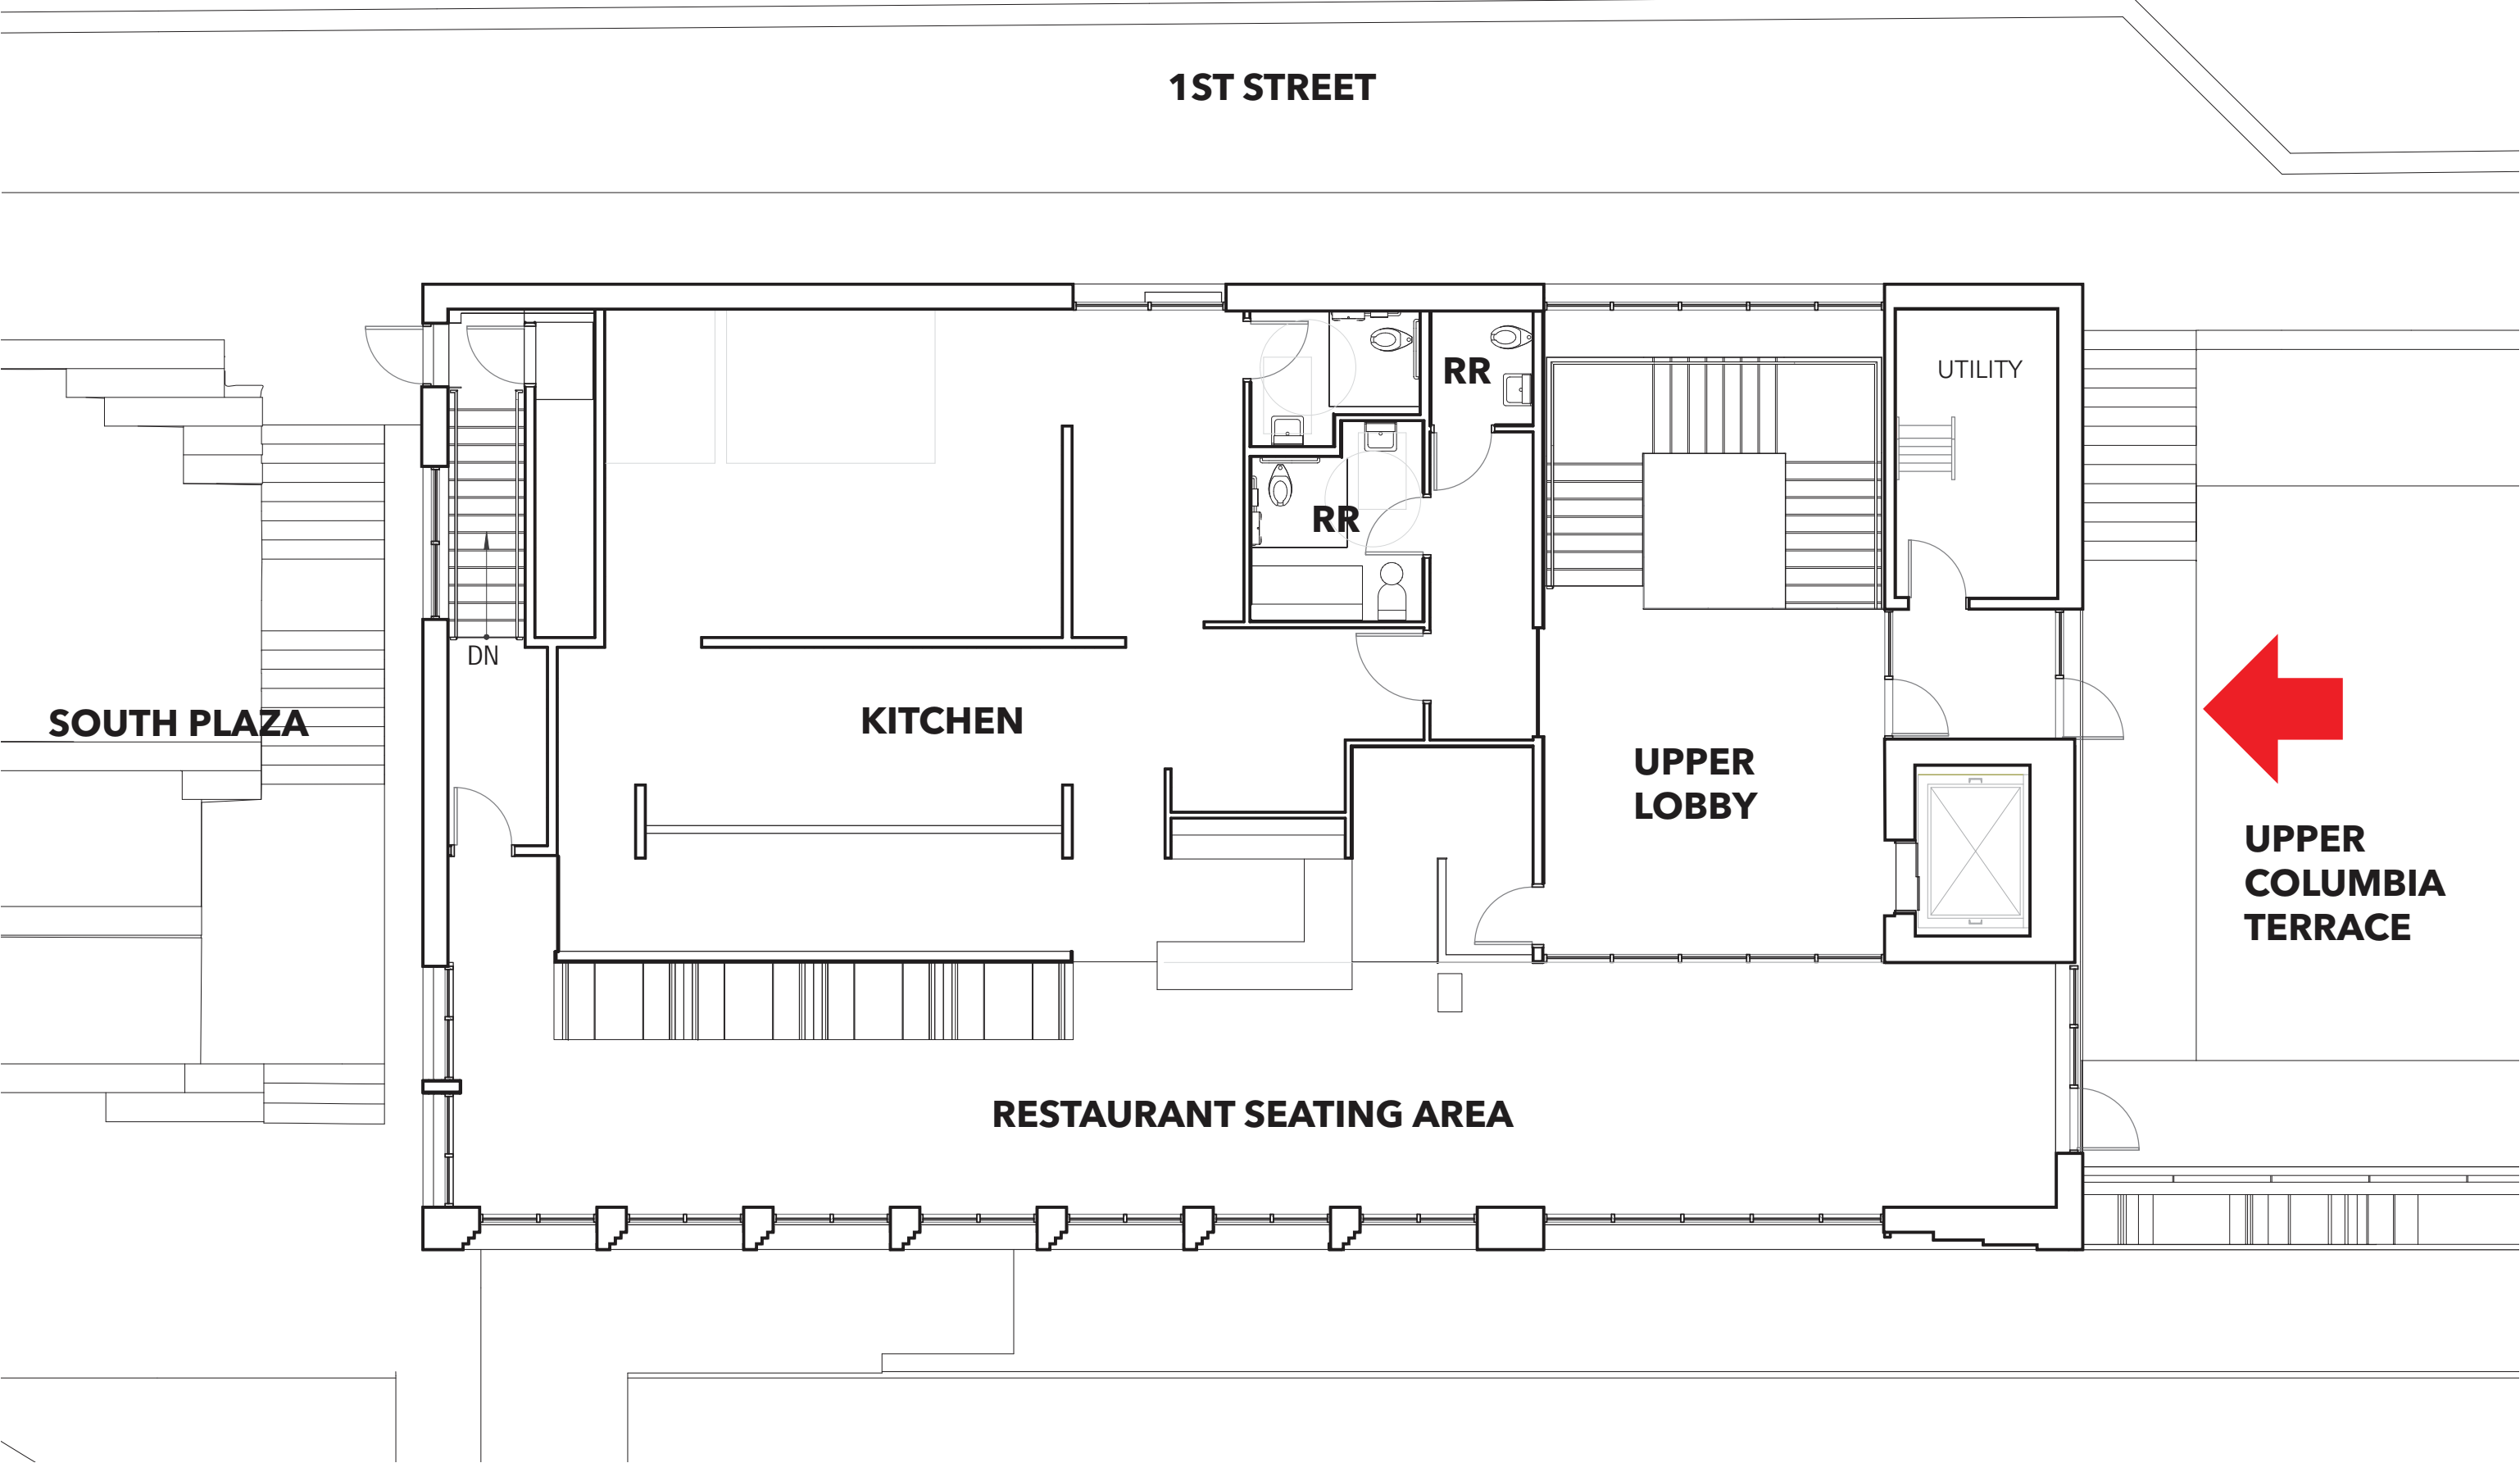 1ST STREET
RR
UTILITY
RR
DN
SOUTH PLAZA
KITCHEN
UPPER
LOBBY
UPPER
COLUMBIA
TERRACE
RESTAURANT SEATING AREA